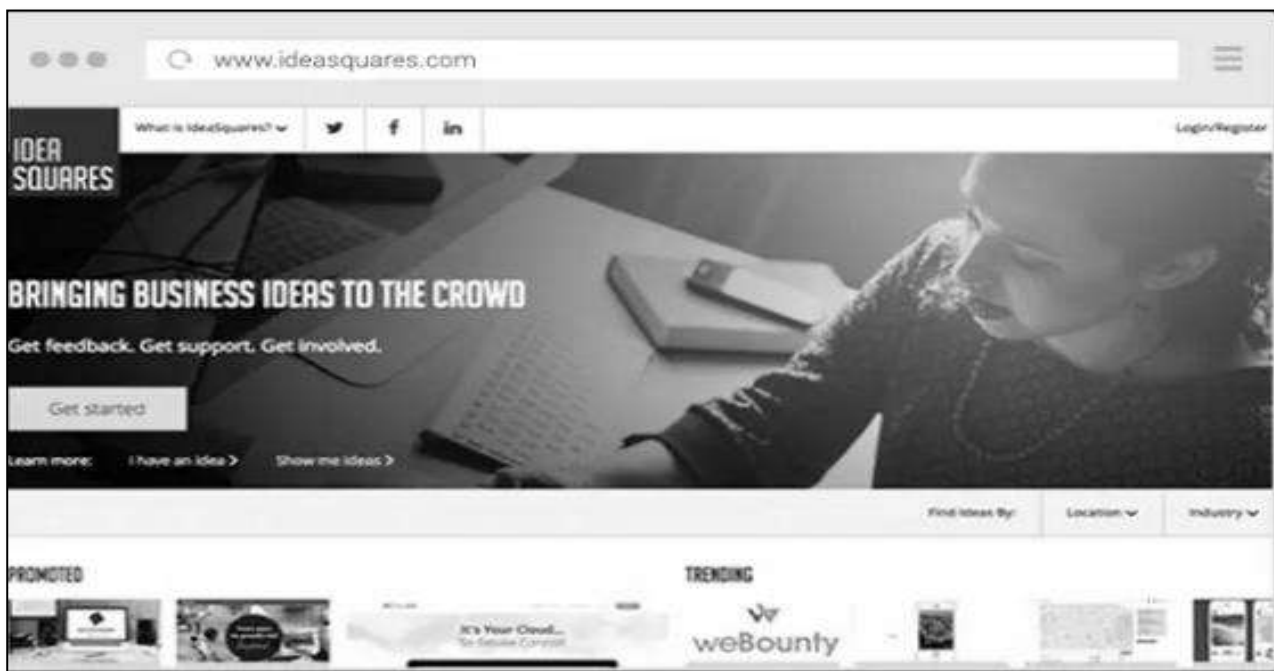 www.ideasquares.com
What is IdeaSquares?
f
in
Login/Register
IDEA
SQUARES
BRINGING BUSINESS IDEAS TO THE CROWD
Get feedback. Get support. Get involved.
Get started
Learn more: I have an idea > Show me ideas >
Find Ideas By: Location Industry
PROMOTED
TRENDING
It's Your Cloud...
weBounty